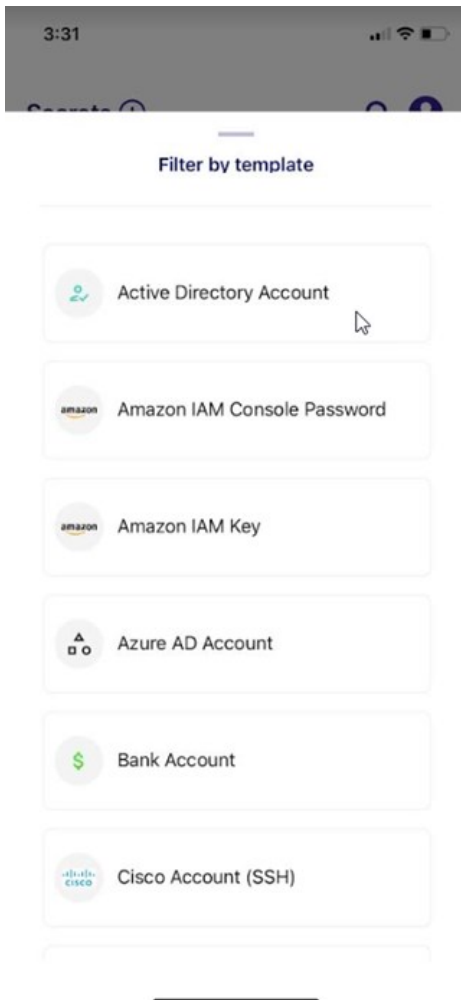 3:31
Secrets
Filter by template
Active Directory Account
amazon
Amazon IAM Console Password
amazon
Amazon IAM Key
Azure AD Account
$
Bank Account
cisco
Cisco Account (SSH)